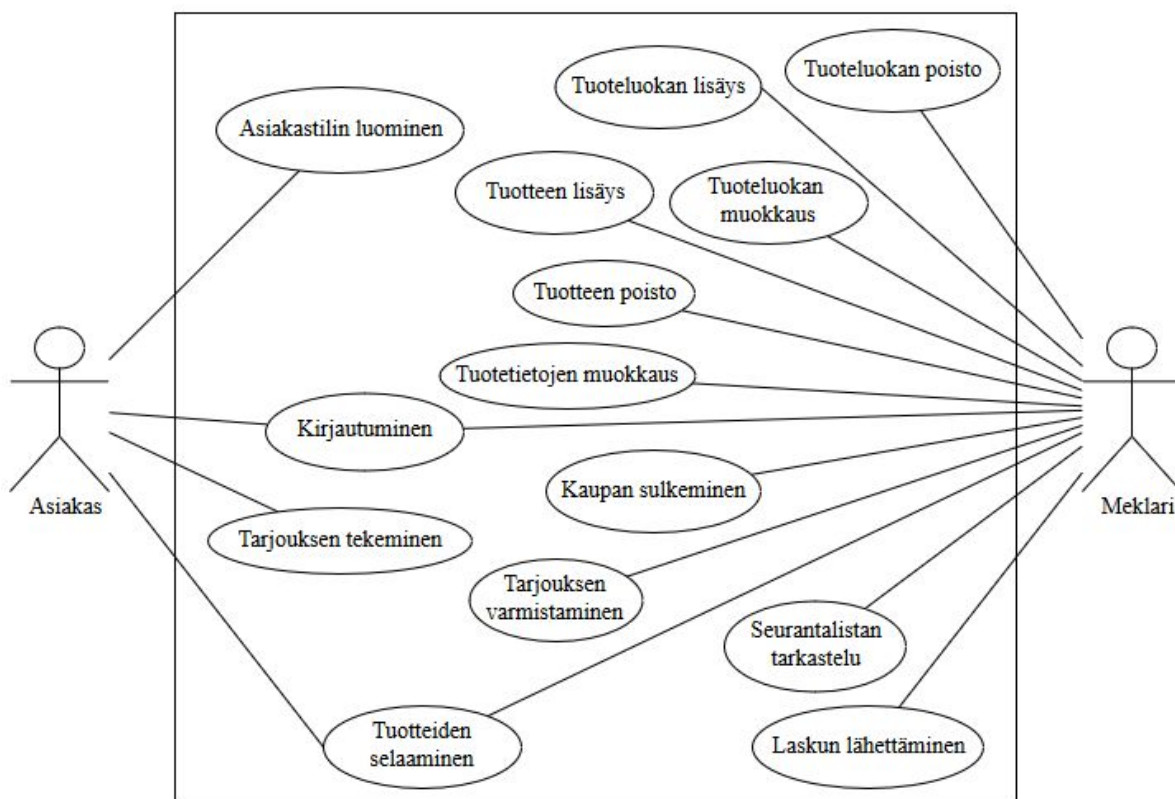 Tuoteluokan poisto
Tuoteluokan lisäys
Asiakastilin luominen
Tuotteen lisäys
Tuoteluokan
muokkaus
Tuotteen poisto
Tuotetietojen muokkaus
Kirjautuminen
Kaupan sulkeminen
Asiakas
Meklari
Tarjouksen tekeminen
Tarjouksen
varmistaminen
Seurantalistan
tarkastelu
Tuotteiden
selaaminen
Laskun lähettäminen